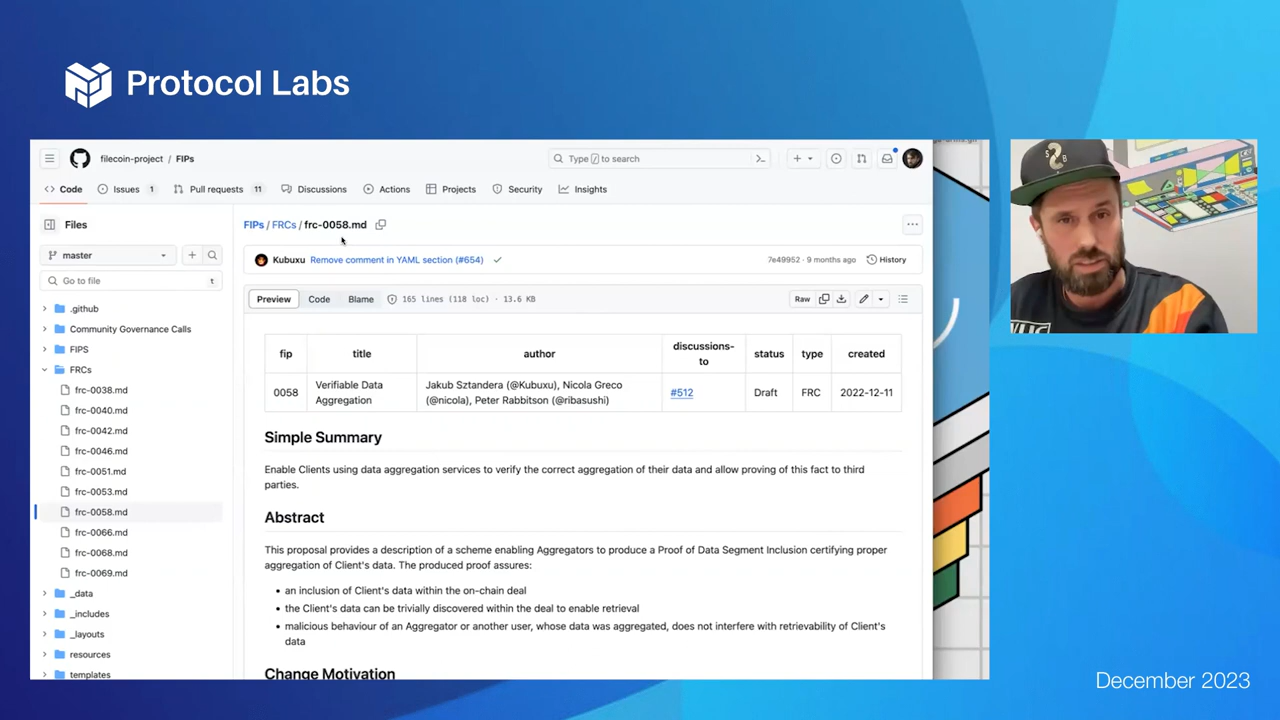 Protocol Labs
filecoin-project / FIPs
Type / to search
Code
Issues 1
Pull requests 11
Discussions
Actions
Projects
Security
Insights
Files
master
Go to file
t
.github
Community Governance Calls
FIPS
FRCs
frc-0038.md
frc-0040.md
frc-0042.md
frc-0046.md
frc-0051.md
frc-0053.md
frc-0058.md
frc-0066.md
frc-0068.md
frc-0069.md
_data
_includes
_layouts
resources
templates
FIPs / FRCs / frc-0058.md
Kubuxu Remove comment in YAML section (#654)
7e49952 · 9 months ago
History
Preview
Code
Blame
165 lines (118 loc) · 13.6 KB
Raw
fip title author discussions-
to status type created
0058 Verifiable Data
Aggregation
Jakub Sztandera (@Kubuxu), Nicola Greco
(@nicola), Peter Rabbitson (@ribasushi)
#512 Draft FRC 2022-12-11
Simple Summary
Enable Clients using data aggregation services to verify the correct aggregation of their data and allow proving of this fact to third
parties.
Abstract
This proposal provides a description of a scheme enabling Aggregators to produce a Proof of Data Segment Inclusion certifying proper
aggregation of Client's data. The produced proof assures:
• an inclusion of Client's data within the on-chain deal
• the Client's data can be trivially discovered within the deal to enable retrieval
• malicious behaviour of an Aggregator or another user, whose data was aggregated, does not interfere with retrievability of Client's
data
Change Motivation
December 2023